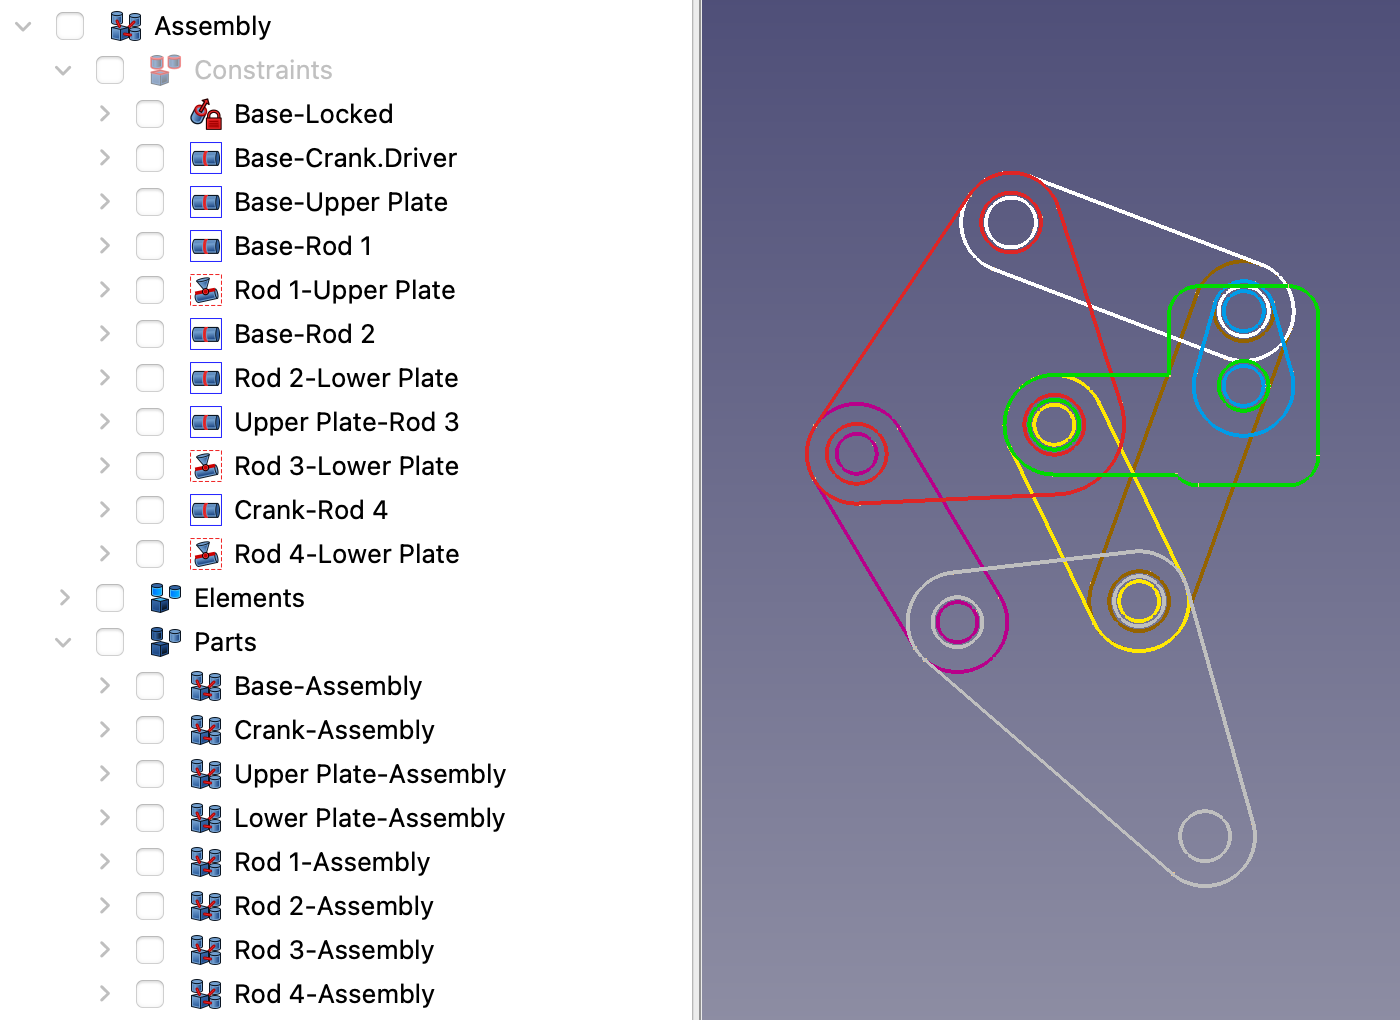 Assembly
Constraints
Base-Locked
Base-Crank.Driver
Base-Upper Plate
Base-Rod 1
Rod 1-Upper Plate
Base-Rod 2
Rod 2-Lower Plate
Upper Plate-Rod 3
Rod 3-Lower Plate
Crank-Rod 4
Rod 4-Lower Plate
Elements
Parts
Base-Assembly
Crank-Assembly
Upper Plate-Assembly
Lower Plate-Assembly
Rod 1-Assembly
Rod 2-Assembly
Rod 3-Assembly
Rod 4-Assembly